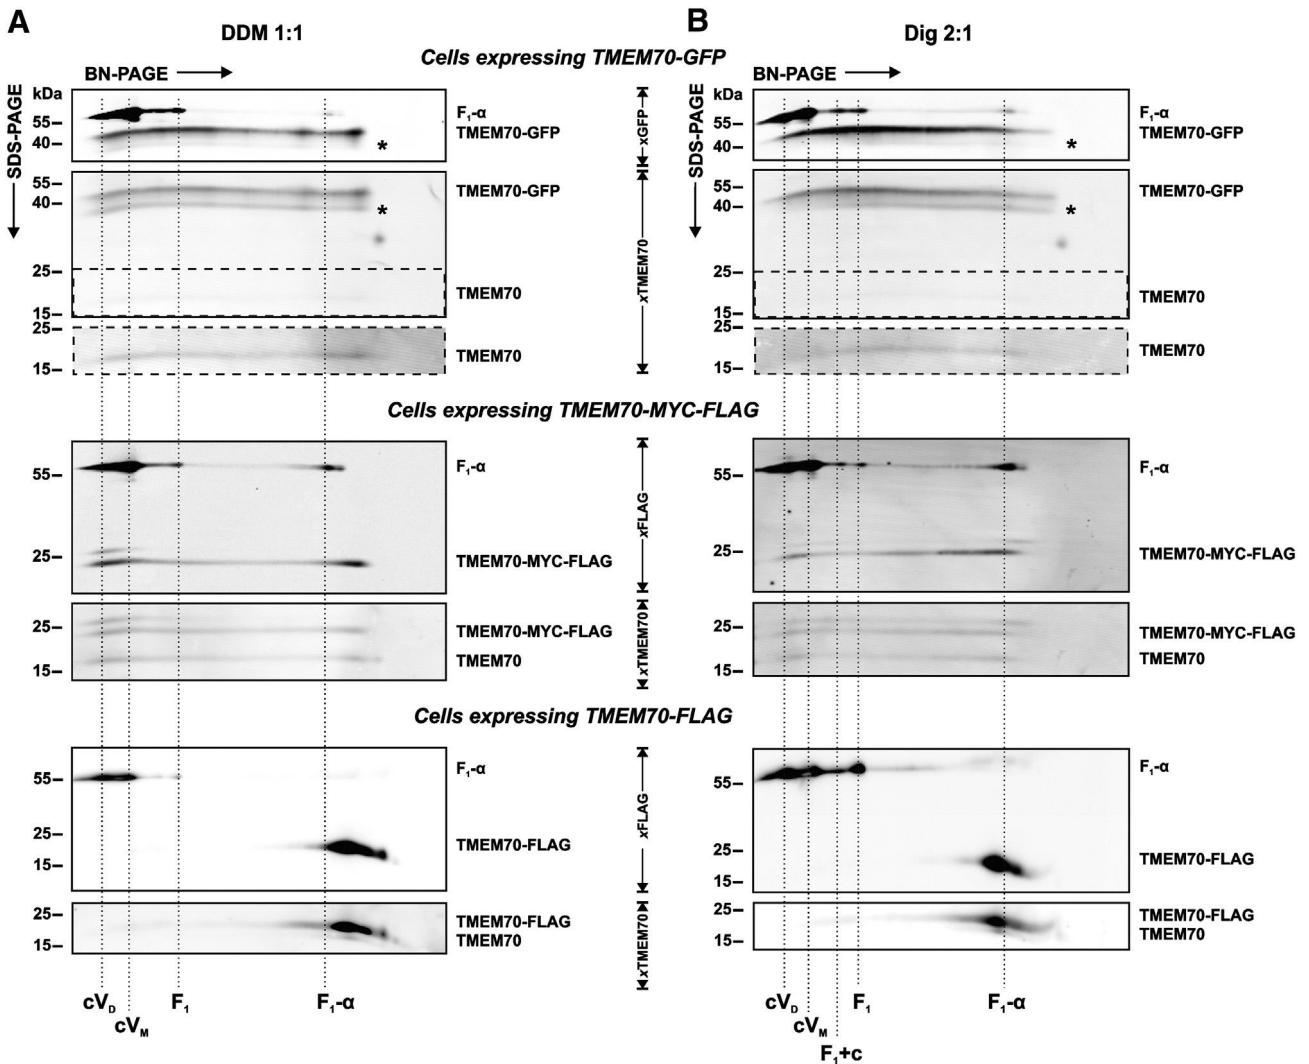 A
DDM 1:1
B
Dig 2:1
Cells expressing TMEM70-GFP
BN-PAGE
BN-PAGE
kDa
55
40
SDS-PAGE
F₁-α
TMEM70-GFP
*
xGFP
kDa
55
40
SDS-PAGE
F₁-α
TMEM70-GFP
*
55
40
25
15
TMEM70-GFP
*
TMEM70
xTMEM70
55
40
25
15
TMEM70-GFP
*
TMEM70
25
15
TMEM70
25
15
TMEM70
Cells expressing TMEM70-MYC-FLAG
55
25
F₁-α
TMEM70-MYC-FLAG
xFLAG
55
25
F₁-α
TMEM70-MYC-FLAG
25
15
TMEM70-MYC-FLAG
TMEM70
xTMEM70
25
15
TMEM70-MYC-FLAG
TMEM70
Cells expressing TMEM70-FLAG
55
25
15
F₁-α
TMEM70-FLAG
xFLAG
55
25
15
F₁-α
TMEM70-FLAG
25
15
TMEM70-FLAG
TMEM70
xTMEM70
25
15
TMEM70-FLAG
TMEM70
cV_D
cV_M
F₁
F₁-α
cV_D
cV_M
F₁+c
F₁
F₁-α